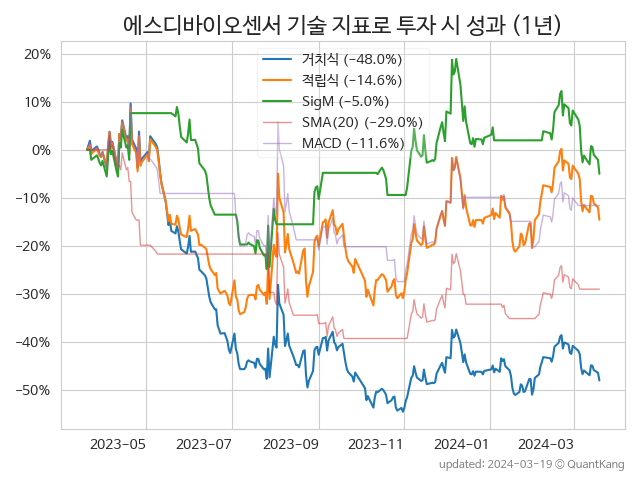 에스디바이오센서 기술 지표로 투자 시 성과 (1년)
거치식 (−48.0%)
적립식 (−14.6%)
SigM (−5.0%)
SMA(20) (−29.0%)
MACD (−11.6%)
20%
10%
0%
−10%
−20%
−30%
−40%
−50%
2023-05 2023-07 2023-09 2023-11 2024-01 2024-03
updated: 2024-03-19 © QuantKang